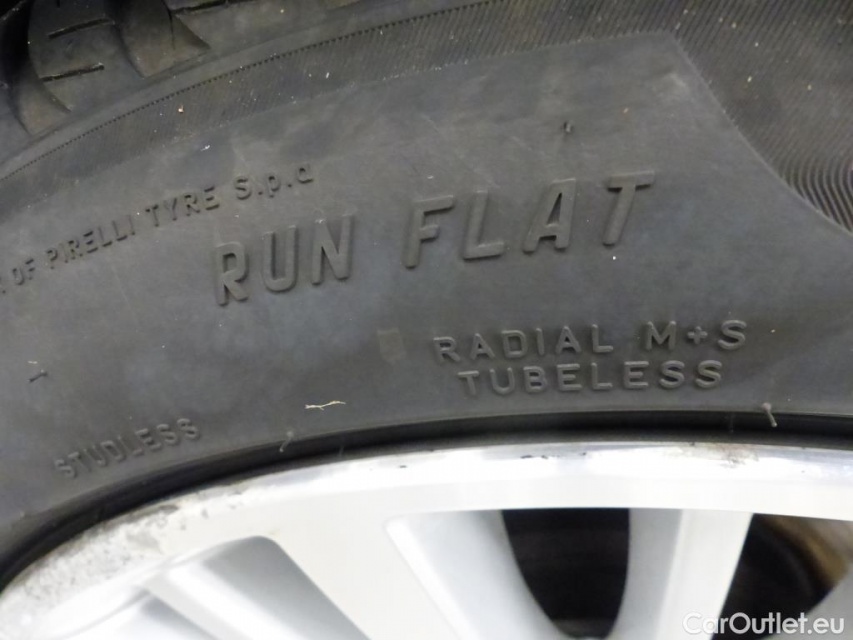 OF PIRELLI TYRE S.p.a
RUN FLAT
RADIAL M+S
TUBELESS
STUDLESS
CarOutlet.eu